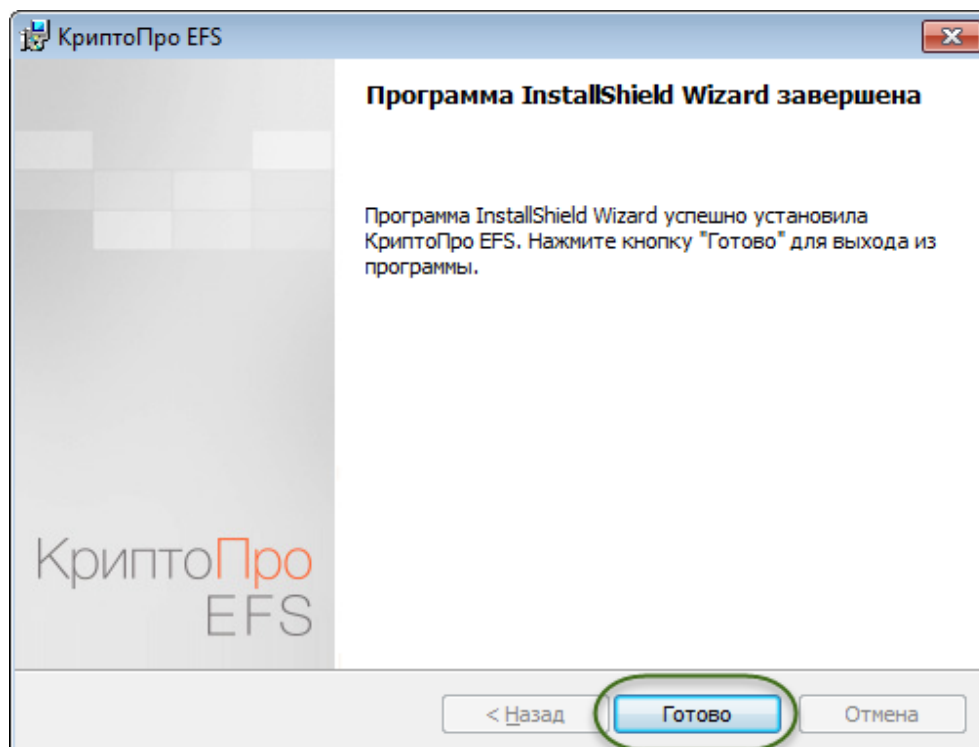 КриптоПро EFS
Программа InstallShield Wizard завершена
Программа InstallShield Wizard успешно установила
КриптоПро EFS. Нажмите кнопку "Готово" для выхода из
программы.
КриптоПро
EFS
< Назад
Готово
Отмена